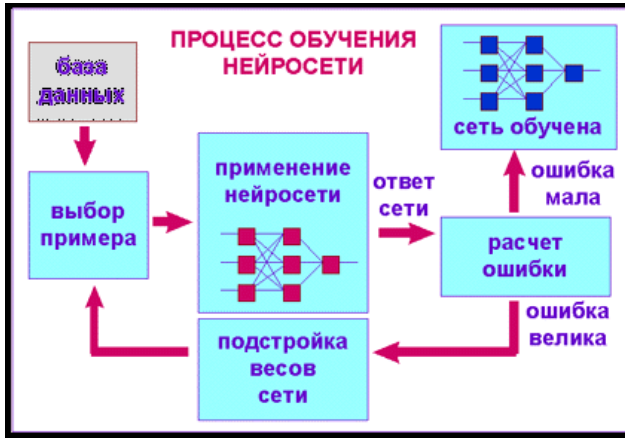 ПРОЦЕСС ОБУЧЕНИЯ
НЕЙРОСЕТИ
база
данных
выбор
примера
применение
нейросети
ответ
сети
расчет
ошибки
ошибка
мала
сеть обучена
ошибка
велика
подстройка
весов
сети